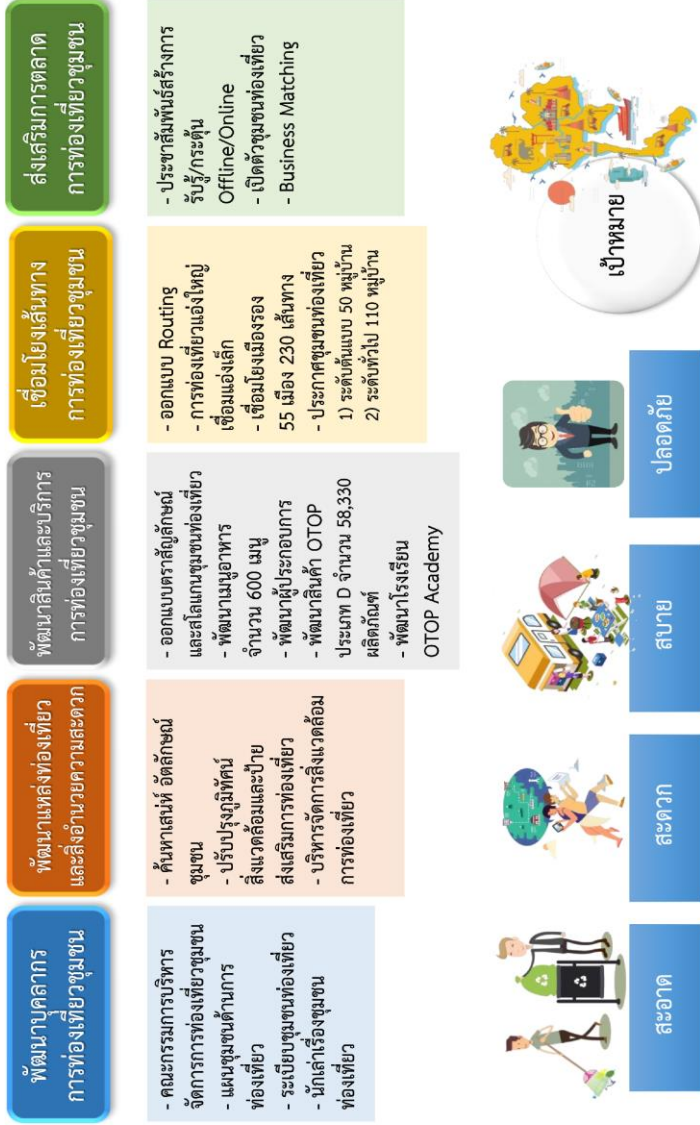 พัฒนาบุคลากร
การท่องเที่ยวชุมชน
- คณะกรรมการบริหาร
จัดการการท่องเที่ยวชุมชน
- แผนชุมชนด้านการ
ท่องเที่ยว
- ระเบียบชุมชนท่องเที่ยว
- นักเล่าเรื่องชุมชน
ท่องเที่ยว
พัฒนาแหล่งท่องเที่ยว
และสิ่งอำนวยความสะดวก
- ค้นหาเสน่ห์ อัตลักษณ์
ชุมชน
- ปรับปรุงภูมิทัศน์
สิ่งแวดล้อมและป้าย
ส่งเสริมการท่องเที่ยว
- บริหารจัดการสิ่งแวดล้อม
การท่องเที่ยว
พัฒนาสินค้าและบริการ
การท่องเที่ยวชุมชน
- ออกแบบตราสัญลักษณ์
และสโลแกนชุมชนท่องเที่ยว
- พัฒนาเมนูอาหาร
จำนวน 600 เมนู
- พัฒนาผู้ประกอบการ
- พัฒนาสินค้า OTOP
ประเภท D จำนวน 58,330
ผลิตภัณฑ์
- พัฒนาโรงเรียน
OTOP Academy
เชื่อมโยงเส้นทาง
การท่องเที่ยวชุมชน
- ออกแบบ Routing
- การท่องเที่ยวแอ่งใหญ่
เชื่อมแอ่งเล็ก
- เชื่อมโยงเมืองรอง
55 เมือง 230 เส้นทาง
- ประกาศชุมชนท่องเที่ยว
1) ระดับต้นแบบ 50 หมู่บ้าน
2) ระดับทั่วไป 110 หมู่บ้าน
ส่งเสริมการตลาด
การท่องเที่ยวชุมชน
- ประชาสัมพันธ์สร้างการ
รับรู้/กระตุ้น
Offline/Online
- เปิดตัวชุมชนท่องเที่ยว
- Business Matching
สะอาด
สะดวก
สบาย
ปลอดภัย
เป้าหมาย